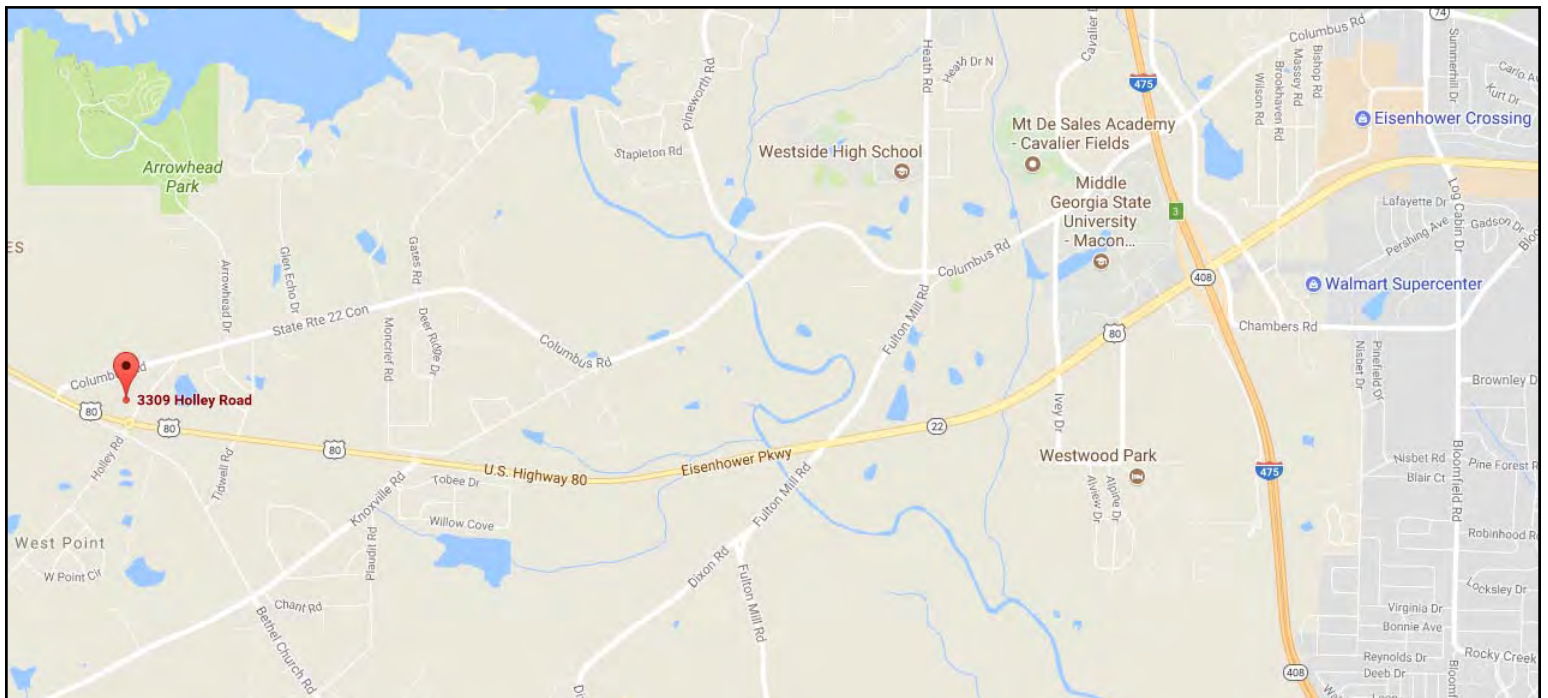 Columbus Rd
74
Cavalier D
Heath Rd
Heath Dr N
Pineworth Rd
Stapleton Rd
475
Wilson Rd
Brookhaven Rd
Massey Rd
Bishop Rd
Summerhill Dr
Carlo Av
Kurt Dr
Eisenhower Crossing
Mt De Sales Academy
- Cavalier Fields
Westside High School
Arrowhead
Park
Middle
Georgia State
University
- Macon...
3
Lafayette Dr
Log Cabin Dr
Gadson Dr
Pershing Ave
Bloo
ES
Arrowhead Dr
Glen Echo Dr
Gates Rd
Columbus Rd
408
Walmart Supercenter
State Rte 22 Con
Moncrief Rd
Deer Ridge Dr
Columbus Rd
Fulton Mill Rd
80
Chambers Rd
Nisbet Dr
Pinefield Dr
Columbus Rd
3309 Holley Road
80
80
80
Brownley D
Ivey Dr
22
Holley Rd
Tidwell Rd
U.S. Highway 80
Eisenhower Pkwy
Westwood Park
475
Nisbet Rd
Blair Ct
Pine Forest R
Bloomfield Rd
Knoxville Rd
Tobee Dr
Willow Cove
Fulton Mill Rd
Alview Dr
Alpine Dr
West Point
W Point Cir
Plaudit Rd
Robinhood R
Dixon Rd
Fulton Mill Rd
Locksley Dr
Chant Rd
Bethel Church Rd
Virginia Dr
Bonnie Ave
Reynolds Dr
Deeb Dr
Rocky Creek
408
Bloomf
Di